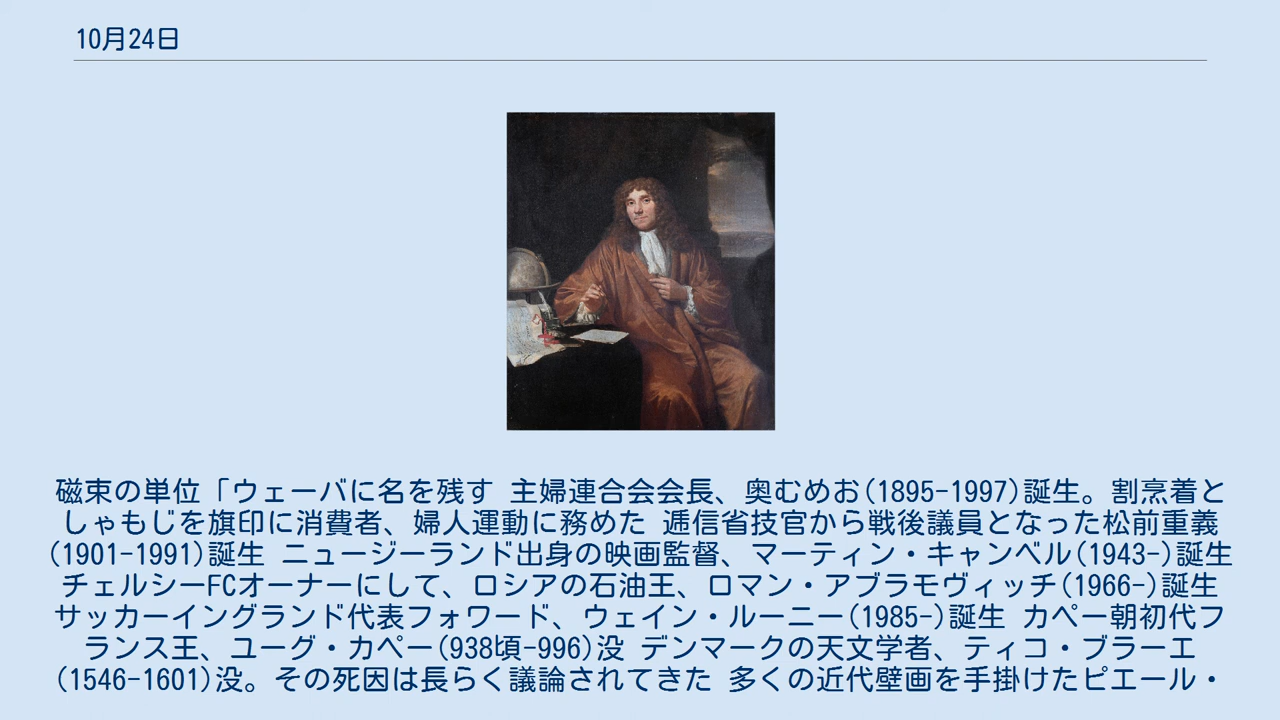 10月24日
磁束の単位「ウェーバに名を残す 主婦連合会会長、奥むめお(1895-1997)誕生。割烹着と
しゃもじを旗印に消費者、婦人運動に務めた 逓信省技官から戦後議員となった松前重義
(1901-1991)誕生 ニュージーランド出身の映画監督、マーティン・キャンベル(1943-)誕生
チェルシーFCオーナーにして、ロシアの石油王、ロマン・アブラモヴィッチ(1966-)誕生
サッカーイングランド代表フォワード、ウェイン・ルーニー(1985-)誕生 カペー朝初代フ
ランス王、ユーグ・カペー(938頃-996)没 デンマークの天文学者、ティコ・ブラーエ
(1546-1601)没。その死因は長らく議論されてきた 多くの近代壁画を手掛けたピエール・